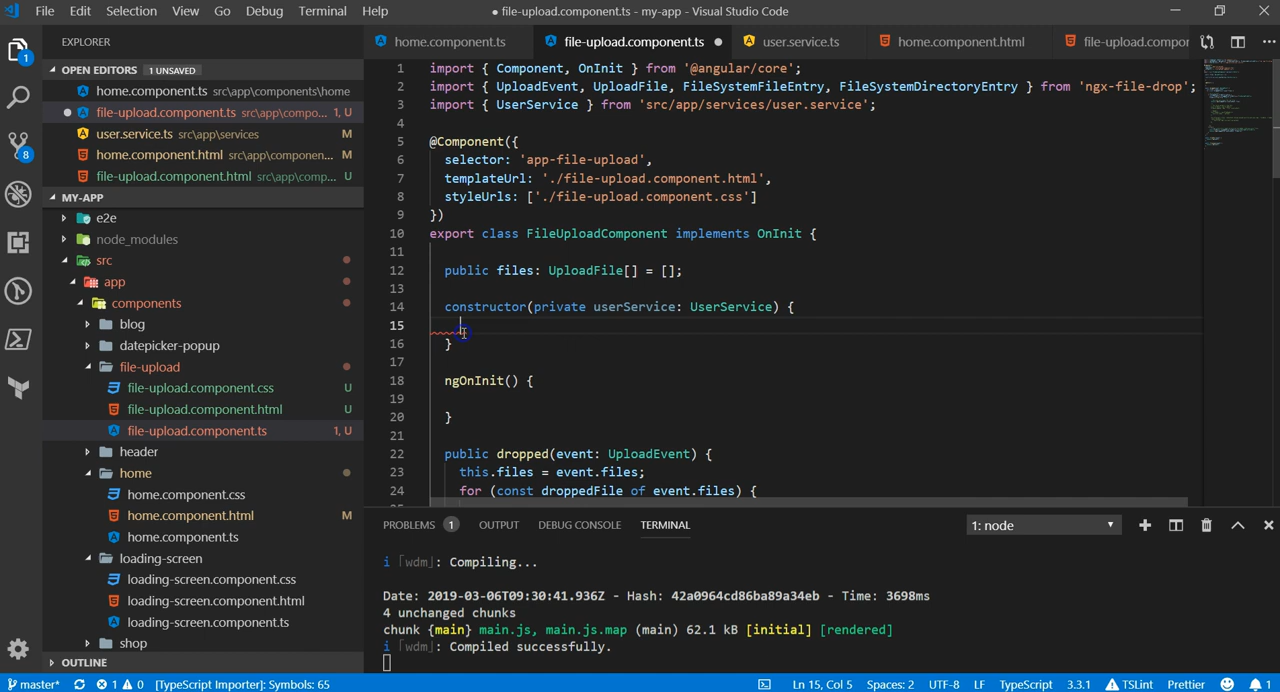 File Edit Selection View Go Debug Terminal Help
● file-upload.component.ts - my-app - Visual Studio Code
EXPLORER
OPEN EDITORS 1 UNSAVED
home.component.ts src\app\components\home
file-upload.component.ts src\app\compo... 1, U
user.service.ts src\app\services M
home.component.html src\app\componen... M
file-upload.component.html src\app\comp... U
MY-APP
e2e
node_modules
src
app
components
blog
datepicker-popup
file-upload
file-upload.component.css U
file-upload.component.html U
file-upload.component.ts 1, U
header
home
home.component.css
home.component.html M
home.component.ts
loading-screen
loading-screen.component.css
loading-screen.component.html
loading-screen.component.ts
shop
OUTLINE
1
8
home.component.ts file-upload.component.ts ● user.service.ts home.component.html file-upload.compor
1 import { Component, OnInit } from '@angular/core';
2 import { UploadEvent, UploadFile, FileSystemFileEntry, FileSystemDirectoryEntry } from 'ngx-file-drop';
3 import { UserService } from 'src/app/services/user.service';
4
5 @Component({
6 selector: 'app-file-upload',
7 templateUrl: './file-upload.component.html',
8 styleUrls: ['./file-upload.component.css']
9 })
10 export class FileUploadComponent implements OnInit {
11
12 public files: UploadFile[] = [];
13
14 constructor(private userService: UserService) {
15
16 }
17
18 ngOnInit() {
19
20 }
21
22 public dropped(event: UploadEvent) {
23 this.files = event.files;
24 for (const droppedFile of event.files) {
PROBLEMS 1 OUTPUT DEBUG CONSOLE TERMINAL 1: node
i ｢wdm｣: Compiling...
Date: 2019-03-06T09:30:41.936Z - Hash: 42a0964cd86ba89a34eb - Time: 3698ms
4 unchanged chunks
chunk {main} main.js, main.js.map (main) 62.1 kB [initial] [rendered]
i ｢wdm｣: Compiled successfully.
master* 1 0 [TypeScript Importer]: Symbols: 65 Ln 15, Col 5 Spaces: 2 UTF-8 LF TypeScript 3.3.1 TSLint Prettier 1